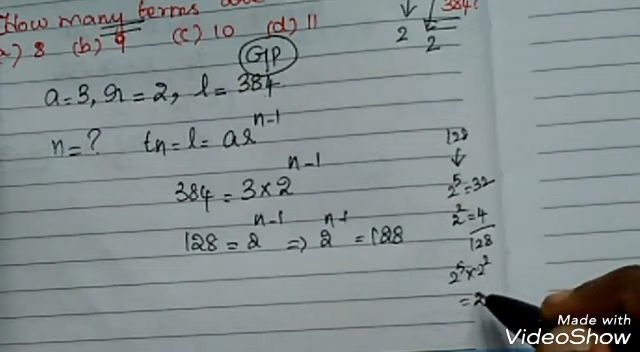 How many terms
a) 8 (b) 9 (c) 10 (d) 11
384?
2
2
GP
a=3, r=2, l=384
n=? tn=l=ar^n-1
384=3×2^n-1
128=2^n-1 ⇒ 2^n-1=128
128
↓
2^5=32
2^2=4
128
2^5×2^2
=2
Made with
VideoShow